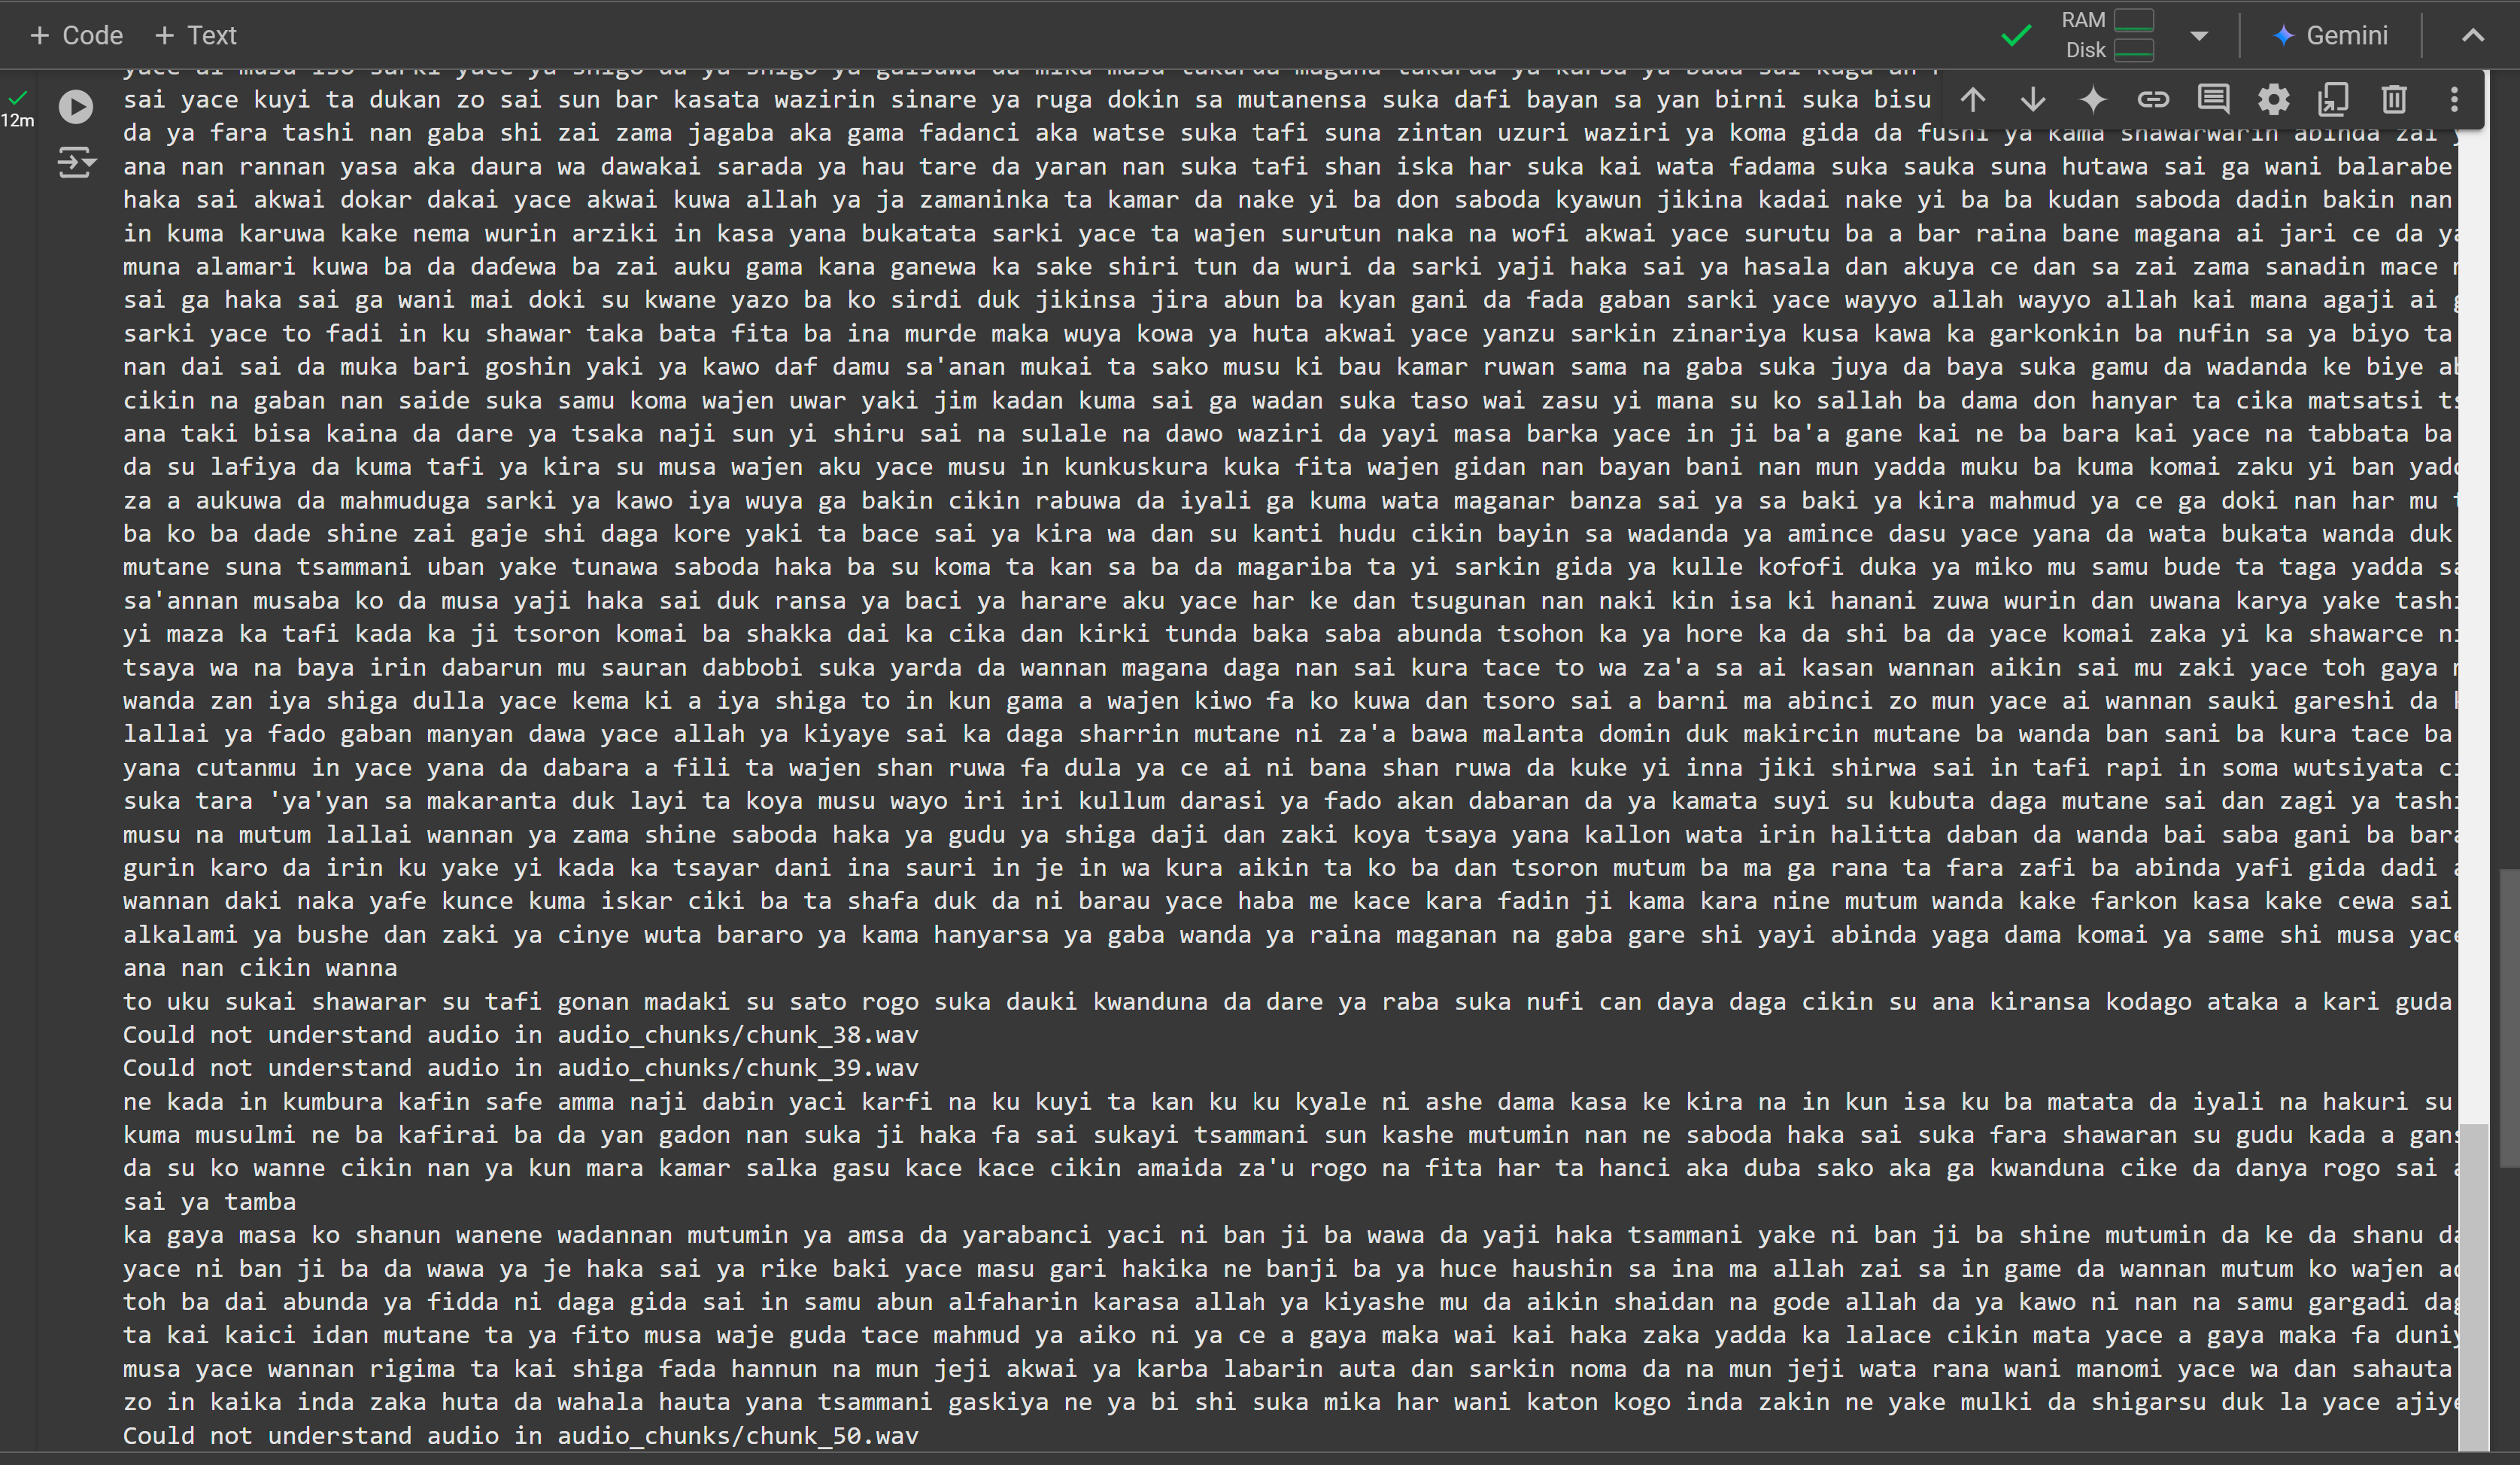 + Code + Text
RAM
Disk
Gemini
12m
sai yace kuyi ta dukan zo sai sun bar kasata wazirin sinare ya ruga dokin sa mutanensa suka dafi bayan sa yan birni suka bisu
da ya fara tashi nan gaba shi zai zama jagaba aka gama fadanci aka watse suka tafi suna zintan uzuri waziri ya koma gida da fushi ya kama shawarwarin abinda zai
ana nan rannan yasa aka daura wa dawakai sarada ya hau tare da yaran nan suka tafi shan iska har suka kai wata fadama suka sauka suna hutawa sai ga wani balarabe
haka sai akwai dokar dakai yace akwai kuwa allah ya ja zamaninka ta kamar da nake yi ba don saboda kyawun jikina kadai nake yi ba ba kudan saboda dadin bakin nan
in kuma karuwa kake nema wurin arziki in kasa yana bukatata sarki yace ta wajen surutun naka na wofi akwai yace surutu ba a bar raina bane magana ai jari ce da
muna alamari kuwa ba da daɗewa ba zai auku gama kana ganewa ka sake shiri tun da wuri da sarki yaji haka sai ya hasala dan akuya ce dan sa zai zama sanadin mace
sai ga haka sai ga wani mai doki su kwane yazo ba ko sirdi duk jikinsa jira abun ba kyan gani da fada gaban sarki yace wayyo allah wayyo allah kai mana agaji ai
sarki yace to fadi in ku shawar taka bata fita ba ina murde maka wuya kowa ya huta akwai yace yanzu sarkin zinariya kusa kawa ka garkonkin ba nufin sa ya biyo ta
nan dai sai da muka bari goshin yaki ya kawo daf damu sa'anan mukai ta sako musu ki bau kamar ruwan sama na gaba suka juya da baya suka gamu da wadanda ke biye
cikin na gaban nan saide suka samu koma wajen uwar yaki jim kadan kuma sai ga wadan suka taso wai zasu yi mana su ko sallah ba dama don hanyar ta cika matsatsi
ana taki bisa kaina da dare ya tsaka naji sun yi shiru sai na sulale na dawo waziri da yayi masa barka yace in ji ba'a gane kai ne ba bara kai yace na tabbata ba
da su lafiya da kuma tafi ya kira su musa wajen aku yace musu in kunkuskura kuka fita wajen gidan nan bayan bani nan mun yadda muku ba kuma komai zaku yi ban
za a aukuwa da mahmuduga sarki ya kawo iya wuya ga bakin cikin rabuwa da iyali ga kuma wata maganar banza sai ya sa baki ya kira mahmud ya ce ga doki nan har mu
ba ko ba dade shine zai gaje shi daga kore yaki ta bace sai ya kira wa dan su kanti hudu cikin bayin sa wadanda ya amince dasu yace yana da wata bukata wanda duk
mutane suna tsammani uban yake tunawa saboda haka ba su koma ta kan sa ba da magariba ta yi sarkin gida ya kulle kofofi duka ya miko mu samu bude ta taga yadda
sa'annan musaba ko da musa yaji haka sai duk ransa ya baci ya harare aku yace har ke dan tsugunan nan naki kin isa ki hanani zuwa wurin dan uwana karya yake
yi maza ka tafi kada ka ji tsoron komai ba shakka dai ka cika dan kirki tunda baka saba abunda tsohon ka ya hore ka da shi ba da yace komai zaka yi ka shawarce
tsaya wa na baya irin dabarun mu sauran dabbobi suka yarda da wannan magana daga nan sai kura tace to wa za'a sa ai kasan wannan aikin sai mu zaki yace toh gaya
wanda zan iya shiga dulla yace kema ki a iya shiga to in kun gama a wajen kiwo fa ko kuwa dan tsoro sai a barni ma abinci zo mun yace ai wannan sauki gareshi da
lallai ya fado gaban manyan dawa yace allah ya kiyaye sai ka daga sharrin mutane ni za'a bawa malanta domin duk makircin mutane ba wanda ban sani ba kura tace ba
yana cutanmu in yace yana da dabara a fili ta wajen shan ruwa fa dula ya ce ai ni bana shan ruwa da kuke yi inna jiki shirwa sai in tafi rapi in soma wutsiyata
suka tara 'ya'yan sa makaranta duk layi ta koya musu wayo iri iri kullum darasi ya fado akan dabaran da ya kamata suyi su kubuta daga mutane sai dan zagi ya
musu na mutum lallai wannan ya zama shine saboda haka ya gudu ya shiga daji dan zaki koya tsaya yana kallon wata irin halitta daban da wanda bai saba gani ba
gurin karo da irin ku yake yi kada ka tsayar dani ina sauri in je in wa kura aikin ta ko ba dan tsoron mutum ba ma ga rana ta fara zafi ba abinda yafi gida dadi
wannan daki naka yafe kunce kuma iskar ciki ba ta shafa duk da ni barau yace haba me kace kara fadin ji kama kara nine mutum wanda kake farkon kasa kake cewa sai
alkalami ya bushe dan zaki ya cinye wuta bararo ya kama hanyarsa ya gaba wanda ya raina maganan na gaba gare shi yayi abinda yaga dama komai ya same shi musa
ana nan cikin wanna
to uku sukai shawarar su tafi gonan madaki su sato rogo suka dauki kwanduna da dare ya raba suka nufi can daya daga cikin su ana kiransa kodago ataka a kari guda
Could not understand audio in audio_chunks/chunk_38.wav
Could not understand audio in audio_chunks/chunk_39.wav
ne kada in kumbura kafin safe amma naji dabin yaci karfi na ku kuyi ta kan ku ku kyale ni ashe dama kasa ke kira na in kun isa ku ba matata da iyali na hakuri su
kuma musulmi ne ba kafirai ba da yan gadon nan suka ji haka fa sai sukayi tsammani sun kashe mutumin nan ne saboda haka sai suka fara shawaran su gudu kada a
da su ko wanne cikin nan ya kun mara kamar salka gasu kace kace cikin amaida za'u rogo na fita har ta hanci aka duba sako aka ga kwanduna cike da danya rogo sai
sai ya tamba
ka gaya masa ko shanun wanene wadannan mutumin ya amsa da yarabanci yaci ni ban ji ba wawa da yaji haka tsammani yake ni ban ji ba shine mutumin da ke da shanu
yace ni ban ji ba da wawa ya je haka sai ya rike baki yace masu gari hakika ne banji ba ya huce haushin sa ina ma allah zai sa in game da wannan mutum ko wajen
toh ba dai abunda ya fidda ni daga gida sai in samu abun alfaharin karasa allah ya kiyashe mu da aikin shaidan na gode allah da ya kawo ni nan na samu gargadi
ta kai kaici idan mutane ta ya fito musa waje guda tace mahmud ya aiko ni ya ce a gaya maka wai kai haka zaka yadda ka lalace cikin mata yace a gaya maka fa
musa yace wannan rigima ta kai shiga fada hannun na mun jeji akwai ya karba labarin auta dan sarkin noma da na mun jeji wata rana wani manomi yace wa dan sahauta
zo in kaika inda zaka huta da wahala hauta yana tsammani gaskiya ne ya bi shi suka mika har wani katon kogo inda zakin ne yake mulki da shigarsu duk la yace
Could not understand audio in audio_chunks/chunk_50.wav